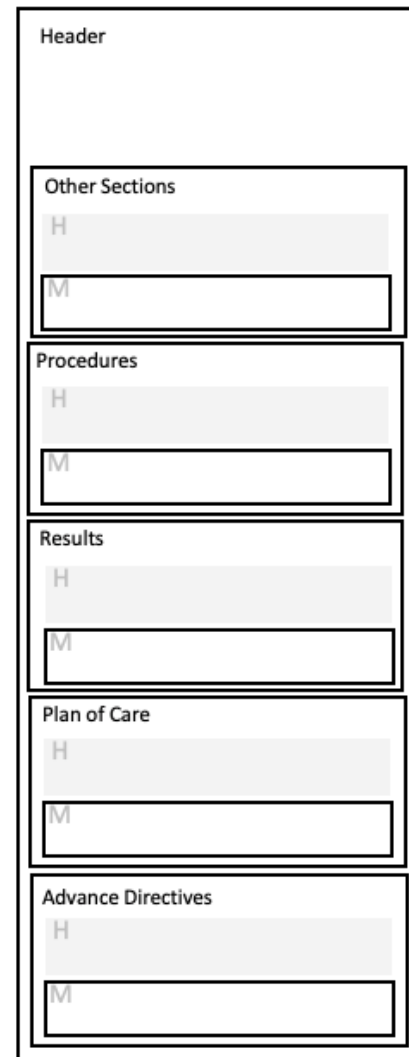 Header
Other Sections
H
M
Procedures
H
M
Results
H
M
Plan of Care
H
M
Advance Directives
H
M